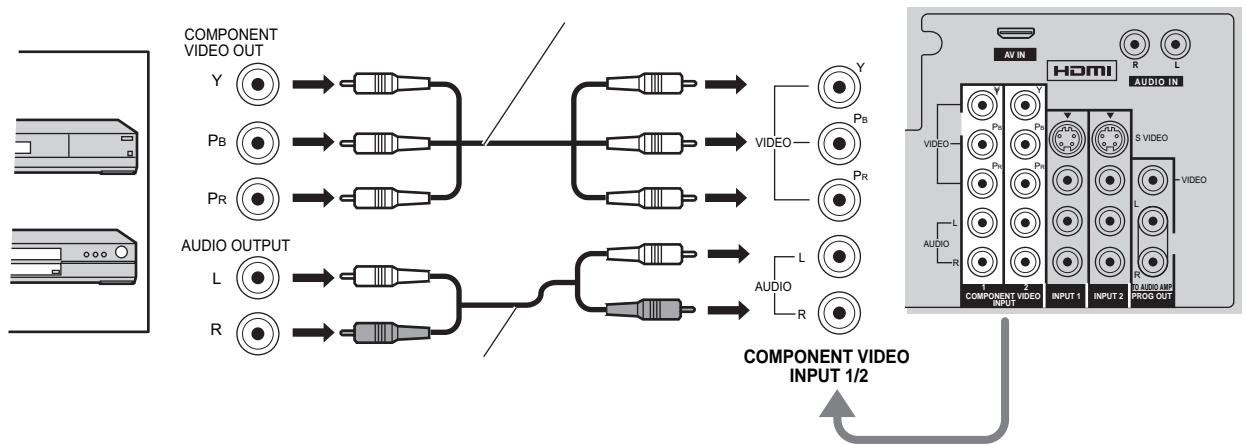 COMPONENT
VIDEO OUT
Y
PB
PR
AUDIO OUTPUT
L
R
Y
PB
VIDEO
PR
L
AUDIO
R
COMPONENT VIDEO
INPUT 1/2
AV IN
HDMI
R
L
AUDIO IN
Y
Y
PB
PB
S VIDEO
VIDEO
PR
PR
VIDEO
L
L
AUDIO
R
R
1
2
COMPONENT VIDEO
INPUT
INPUT 1
INPUT 2
TO AUDIO AMP
PROG OUT